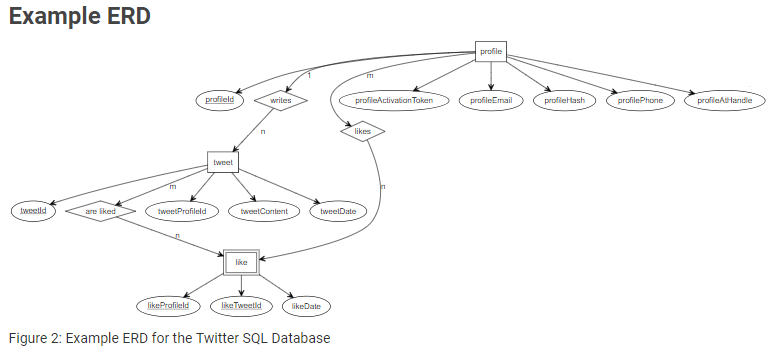 Example ERD
profile
1
m
profileId
writes
profileActivationToken
profileEmail
profileHash
profilePhone
profileAtHandle
n
likes
tweet
m
n
tweetId
are liked
tweetProfileId
tweetContent
tweetDate
n
like
likeProfileId
likeTweetId
likeDate
Figure 2: Example ERD for the Twitter SQL Database